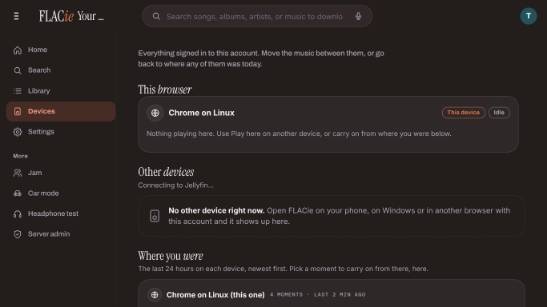 FLACie Your ...
Search songs, albums, artists, or music to downlo
T
Home
Search
Library
Devices
Settings
More
Jam
Car mode
Headphone test
Server admin
Everything signed in to this account. Move the music between them, or go
back to where any of them was today.
This browser
Chrome on Linux
This device
Idle
Nothing playing here. Use Play here on another device, or carry on from where you were below.
Other devices
Connecting to Jellyfin...
No other device right now. Open FLACie on your phone, on Windows or in another browser with
this account and it shows up here.
Where you were
The last 24 hours on each device, newest first. Pick a moment to carry on from there, here.
Chrome on Linux (this one) 4 MOMENTS · LAST 2 MIN AGO